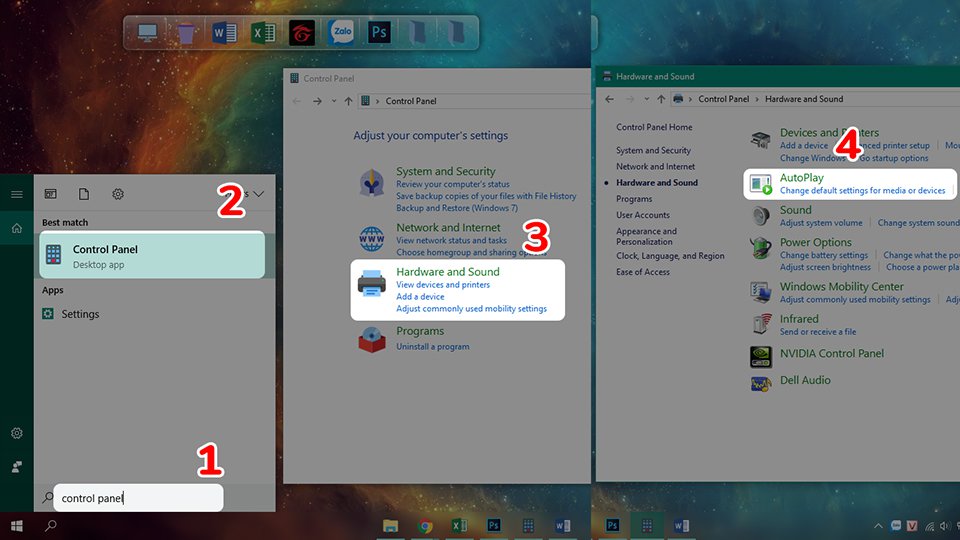 W
X
Zalo
Ps
2
s
Best match
Control Panel
Desktop app
Apps
Settings
1
control panel
Control Panel
Control Panel
Adjust your computer's settings
System and Security
Review your computer's status
Save backup copies of your files with File History
Backup and Restore (Windows 7)
Network and Internet
View network status and tasks
Choose homegroup and sharing options
3
Hardware and Sound
View devices and printers
Add a device
Adjust commonly used mobility settings
Programs
Uninstall a program
Hardware and Sound
Control Panel > Hardware and Sound
Control Panel Home
System and Security
Network and Internet
Hardware and Sound
Programs
User Accounts
Appearance and
Personalization
Clock, Language, and Region
Ease of Access
Devices and Printers
Add a device
anced printer setup
Mou
Change Windows
Go startup options
4
AutoPlay
Change default settings for media or devices
Sound
Adjust system volume
Change system sound
Power Options
Change battery settings
Change what the po
Adjust screen brightness
Choose a power pla
Windows Mobility Center
Adjust commonly used mobility settings
Adj
Infrared
Send or receive a file
NVIDIA Control Panel
Dell Audio
X
Ps
W
Ps
W
V